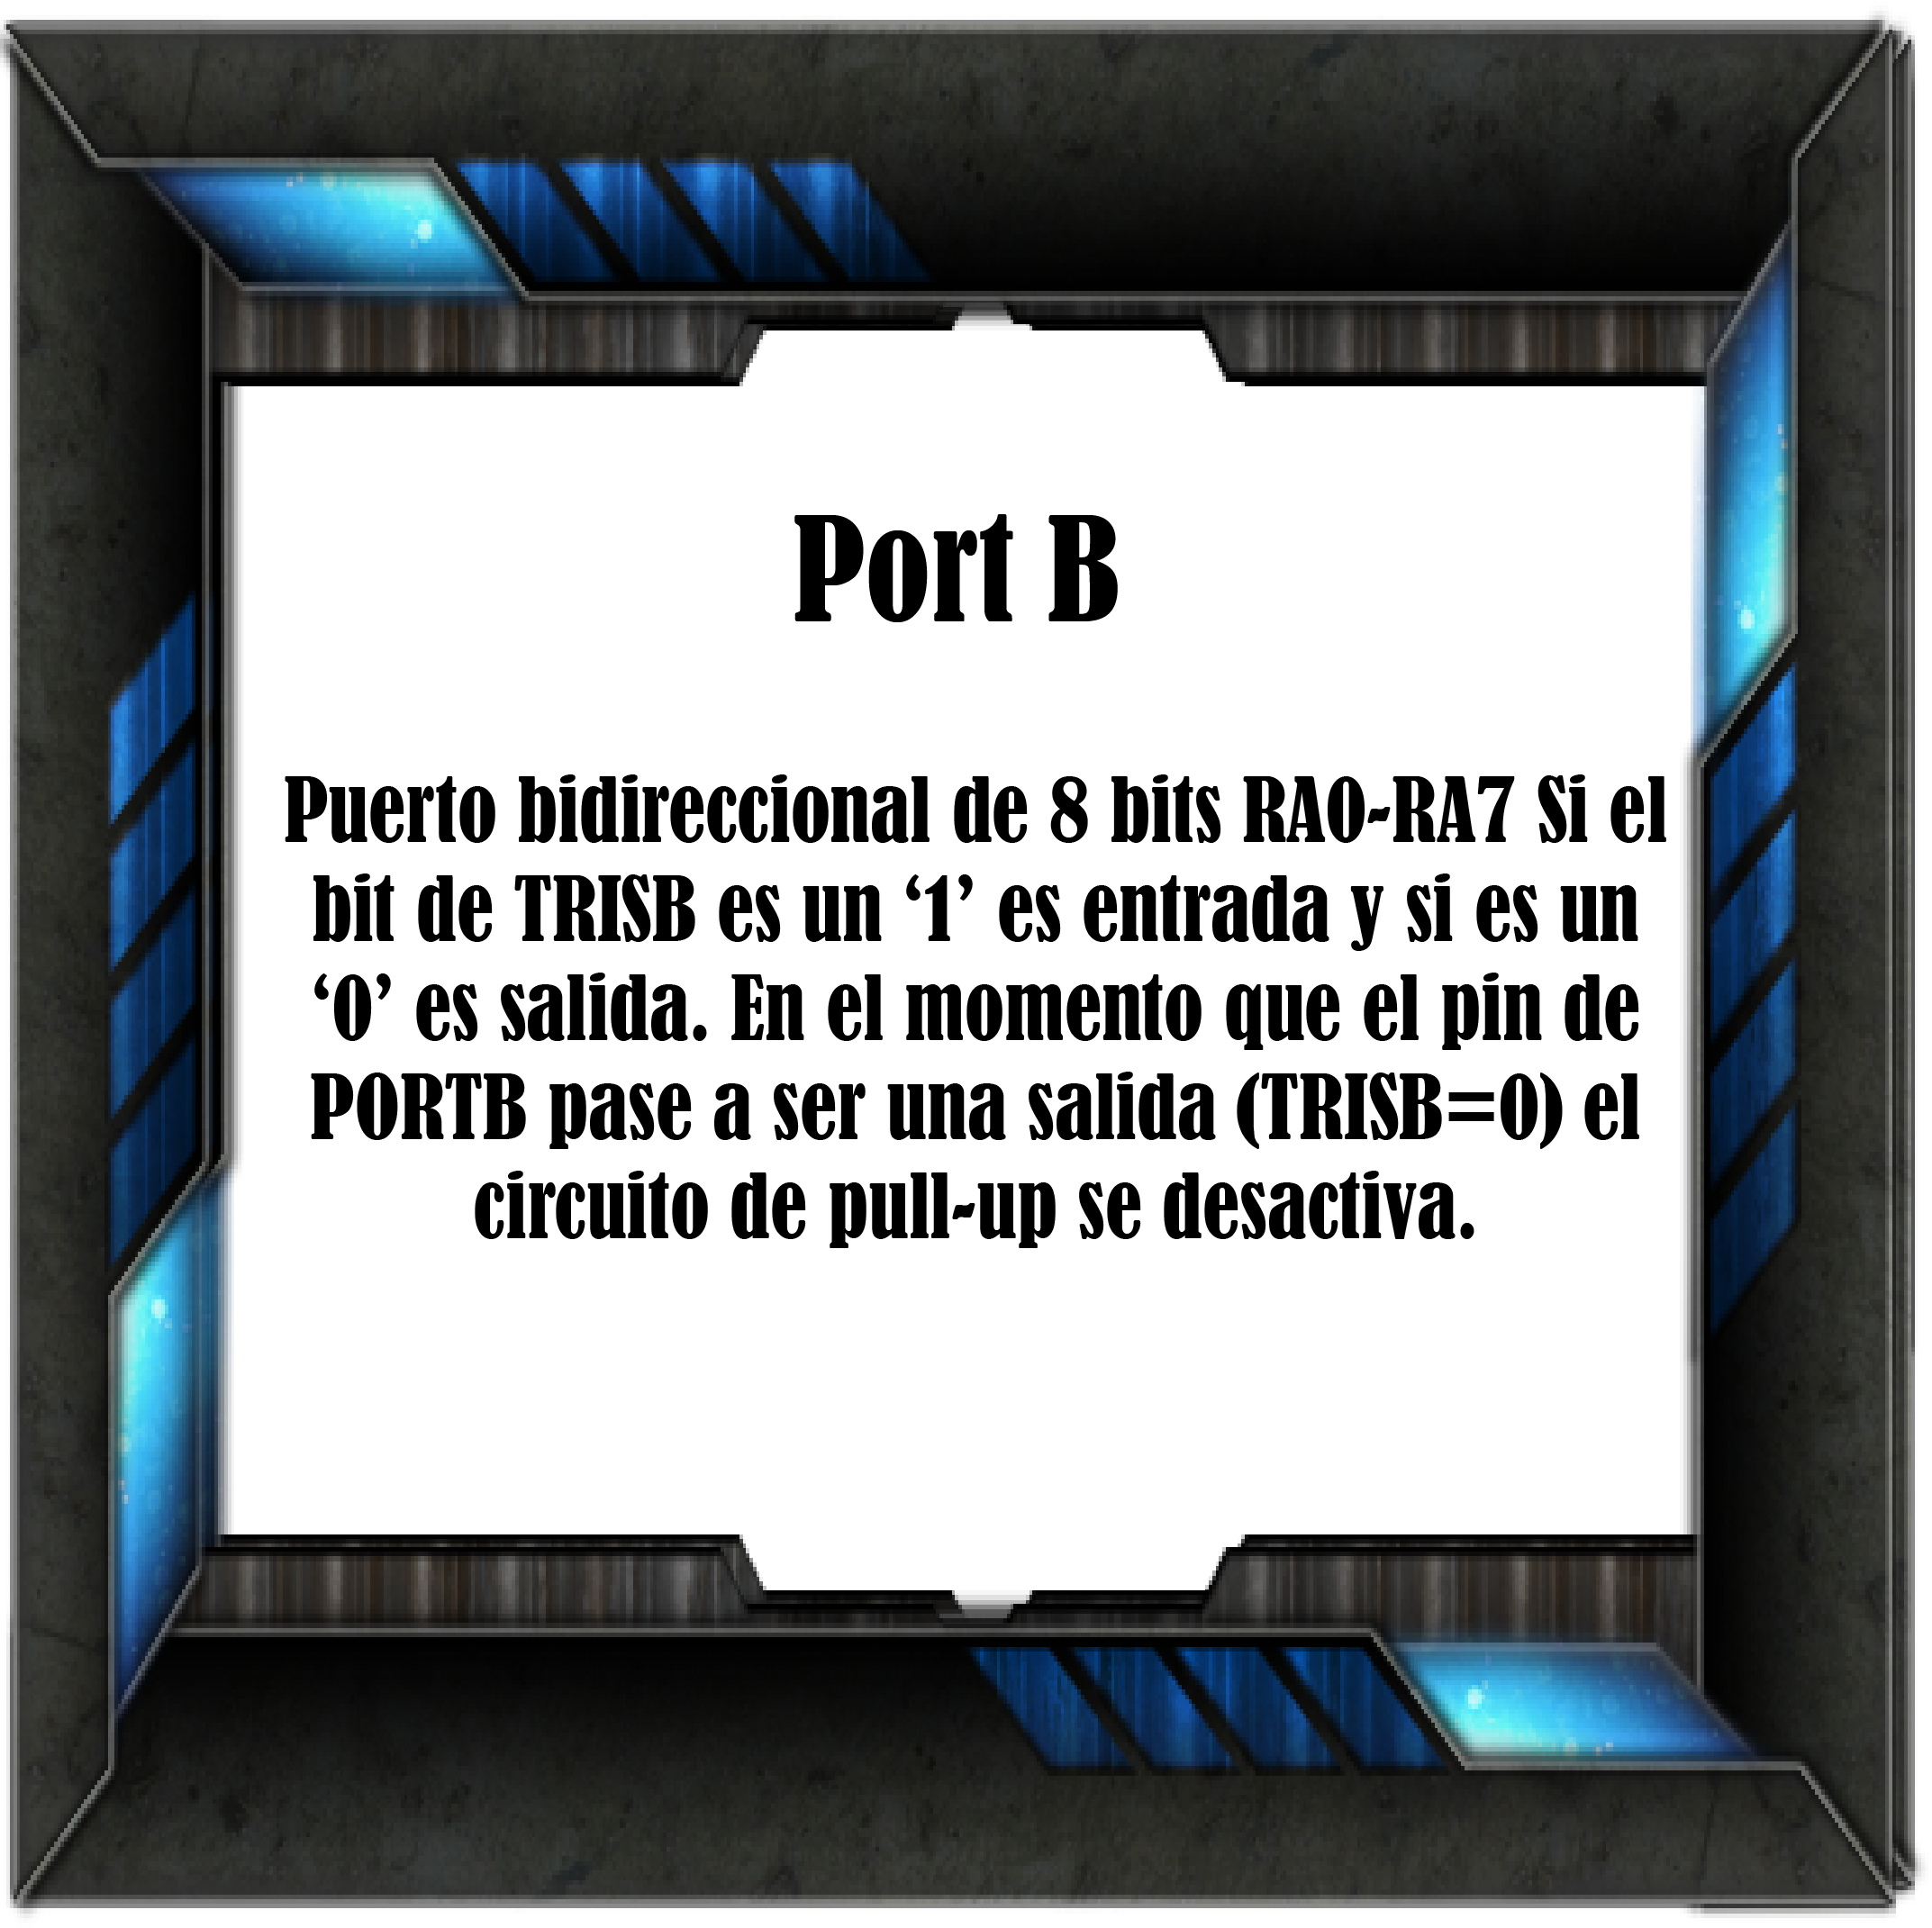 Port B
Puerto bidireccional de 8 bits RA0-RA7 Si el
bit de TRISB es un ‘1’ es entrada y si es un
‘0’ es salida. En el momento que el pin de
PORTB pase a ser una salida (TRISB=0) el
circuito de pull-up se desactiva.